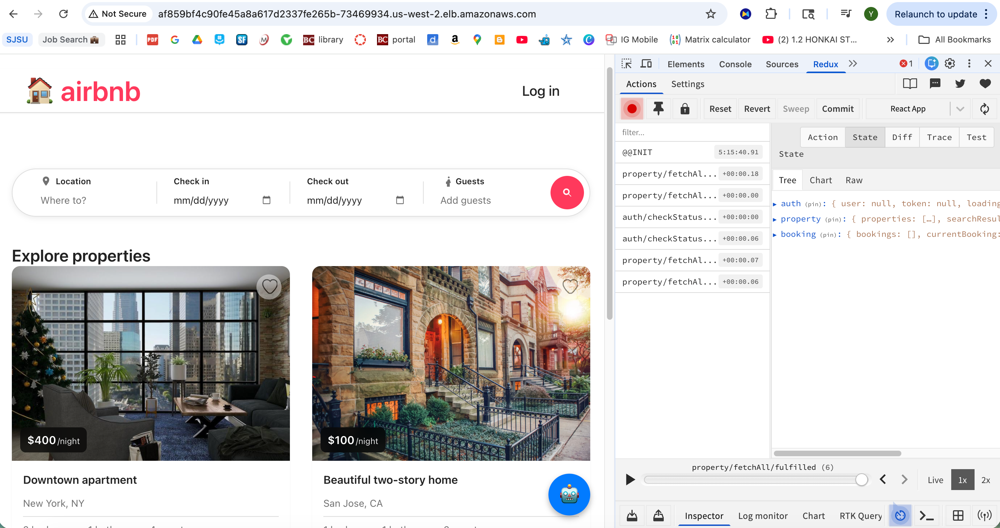 Not Secure af859bf4c90fe45a8a617d2337fe265b-73469934.us-west-2.elb.amazonaws.com Y Relaunch to update
SJSU Job Search library portal IG Mobile Matrix calculator (2) 1.2 HONKAI ST... All Bookmarks
airbnb
Log in
Location
Where to?
Check in
mm/dd/yyyy
Check out
mm/dd/yyyy
Guests
Add guests
Explore properties
$400 /night
Downtown apartment
New York, NY
$100 /night
Beautiful two-story home
San Jose, CA
Elements Console Sources Redux 1
Actions Settings
Reset Revert Sweep Commit React App
filter...
@@INIT 5:15:40.91
property/fetchAl... +00:00.18
property/fetchAl... +00:00.00
auth/checkStatus... +00:00:00
auth/checkStatus... +00:00.06
property/fetchAl... +00:00.07
property/fetchAl... +00:00.06
Action State Diff Trace Test
State
Tree Chart Raw
auth (pin): { user: null, token: null, loading
property (pin): { properties: […], searchResul
booking (pin): { bookings: [], currentBooking:
property/fetchAll/fulfilled (6)
Live 1x 2x
Inspector Log monitor Chart RTK Query